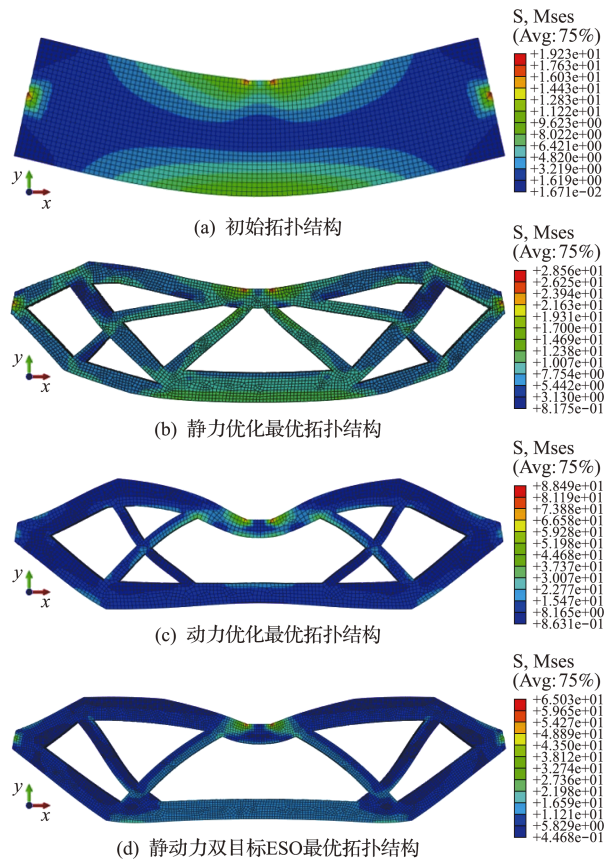 S, Mses
(Avg: 75%)
+1.923e+01
+1.763e+01
+1.603e+01
+1.443e+01
+1.283e+01
+1.122e+01
+9.623e+00
+8.022e+00
+6.421e+00
+4.820e+00
+3.219e+00
+1.619e+00
+1.671e−02
y
x
(a) 初始拓扑结构
S, Mses
(Avg: 75%)
+2.856e+01
+2.625e+01
+2.394e+01
+2.163e+01
+1.931e+01
+1.700e+01
+1.469e+01
+1.238e+01
+1.007e+01
+7.754e+00
+5.442e+00
+3.130e+00
+8.175e−01
y
x
(b) 静力优化最优拓扑结构
S, Mses
(Avg: 75%)
+8.849e+01
+8.119e+01
+7.388e+01
+6.658e+01
+5.928e+01
+5.198e+01
+4.468e+01
+3.737e+01
+3.007e+01
+2.277e+01
+1.547e+01
+8.165e+00
+8.631e−01
y
x
(c) 动力优化最优拓扑结构
S, Mses
(Avg: 75%)
+6.503e+01
+5.965e+01
+5.427e+01
+4.889e+01
+4.350e+01
+3.812e+01
+3.274e+01
+2.736e+01
+2.198e+01
+1.659e+01
+1.121e+01
+5.829e+00
+4.468e−01
y
x
(d) 静动力双目标ESO最优拓扑结构